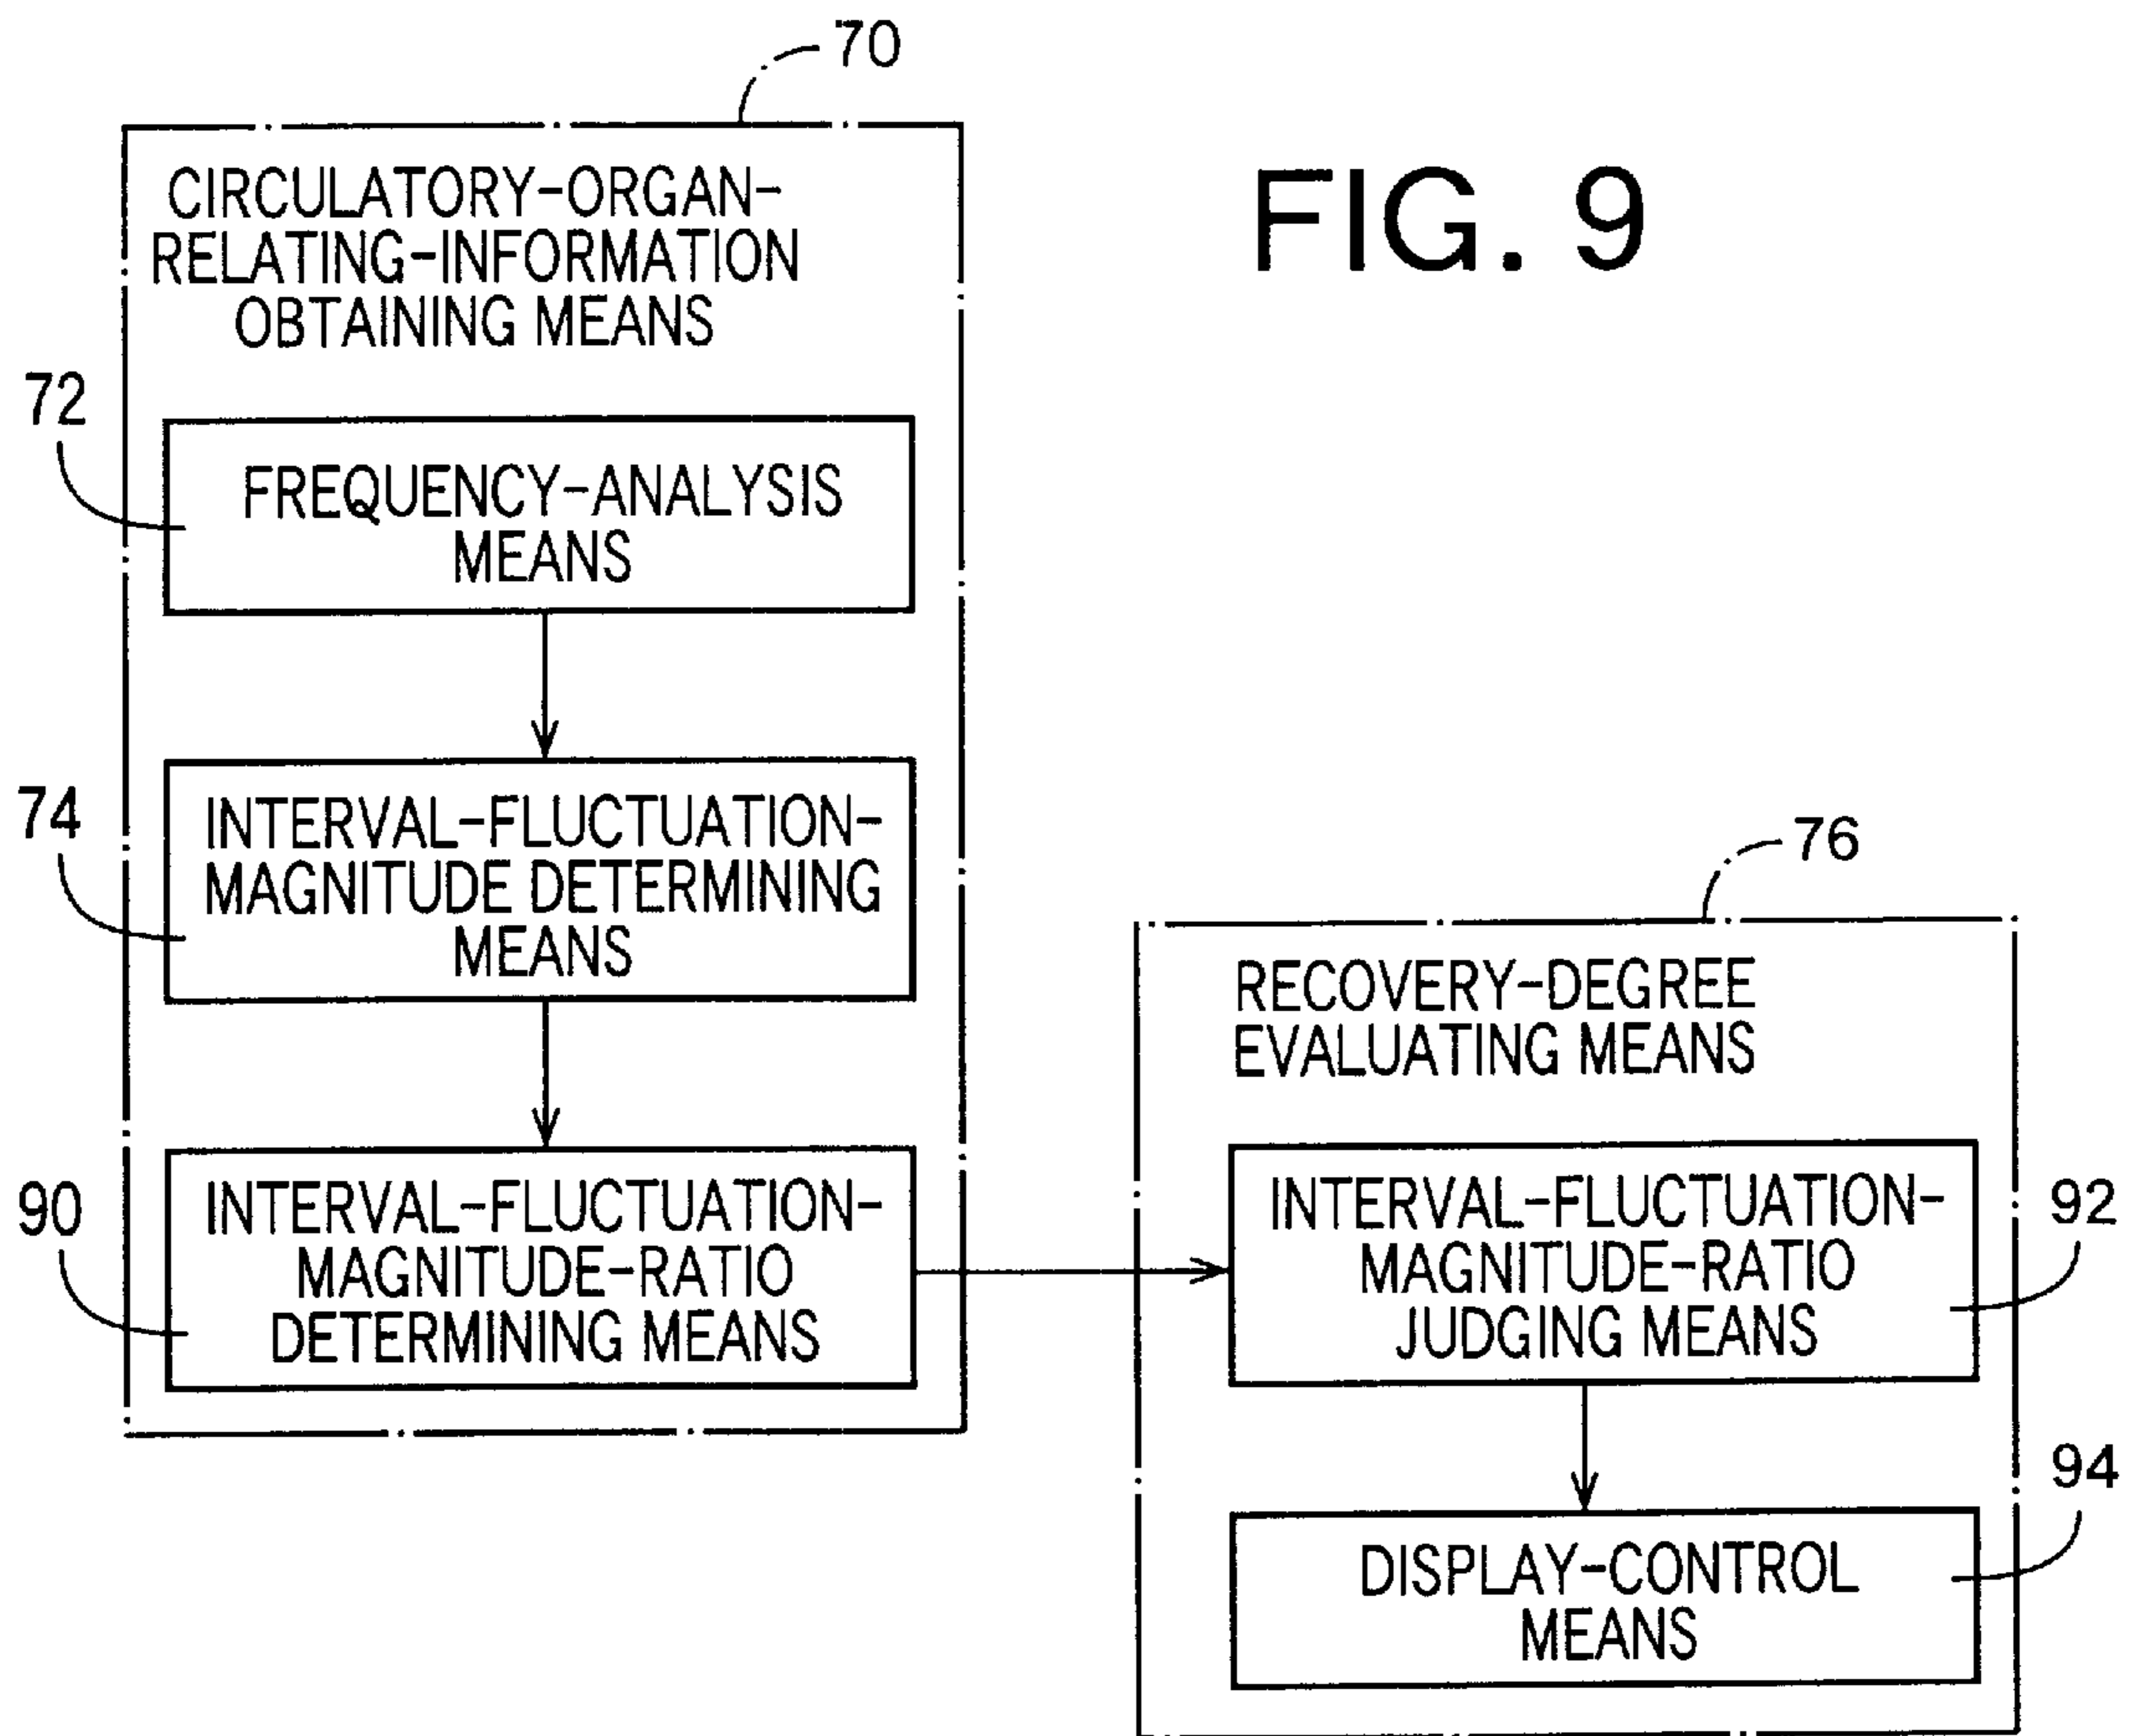 70
FIG. 9
CIRCULATORY-ORGAN-
RELATING-INFORMATION
OBTAINING MEANS
72
FREQUENCY-ANALYSIS
MEANS
74
INTERVAL-FLUCTUATION-
MAGNITUDE DETERMINING
MEANS
90
INTERVAL-FLUCTUATION-
MAGNITUDE-RATIO
DETERMINING MEANS
76
RECOVERY-DEGREE
EVALUATING MEANS
INTERVAL-FLUCTUATION-
MAGNITUDE-RATIO
JUDGING MEANS
92
DISPLAY-CONTROL
MEANS
94